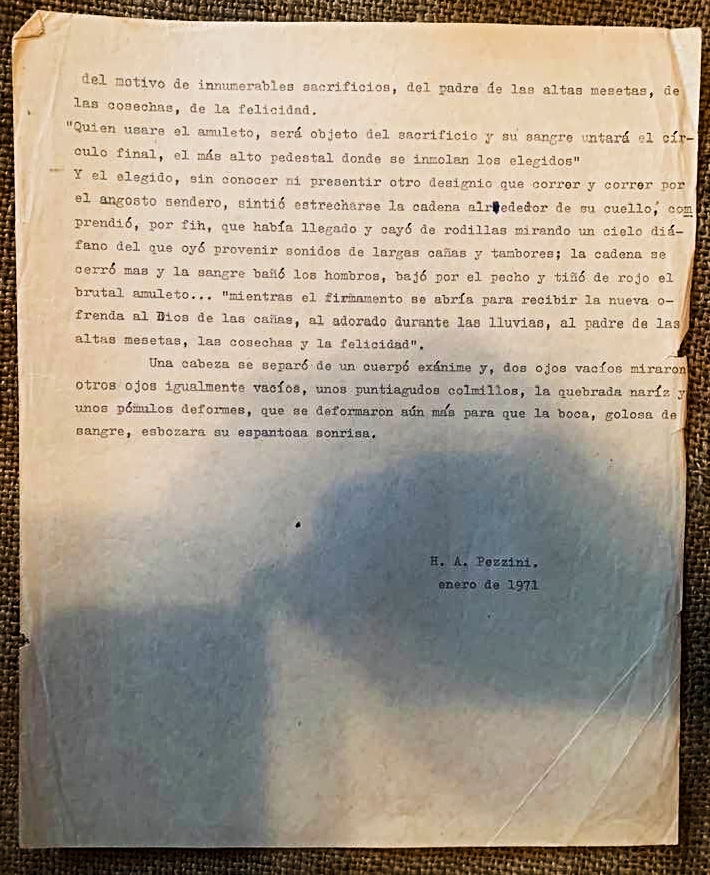 del motivo de innumerables sacrificios, del padre de las altas mesetas, de
las cosechas, de la felicidad.
"Quien usare el amuleto, será objeto del sacrificio y su sangre untará el cír-
culo final, el más alto pedestal donde se inmolan los elegidos"
Y el elegido, sin conocer ni presentir otro designio que correr y correr por
el angosto sendero, sintió estrecharse la cadena alrededor de su cuello, com
prendió, por fih, que había llegado y cayó de rodillas mirando un cielo diá-
fano del que oyó provenir sonidos de largas cañas y tambores; la cadena se
cerró mas y la sangre bañó los hombros, bajó por el pecho y tiñó de rojo el
brutal amuleto... "mientras el firmamento se abría para recibir la nueva o-
frenda al Dios de las cañas, al adorado durante las lluvias, al padre de las
altas mesetas, las cosechas y la felicidad".
Una cabeza se separó de un cuerpó exánime y, dos ojos vacíos miraron
otros ojos igualmente vacíos, unos puntiagudos colmillos, la quebrada naríz y
unos pómulos deformes, que se deformaron aún más para que la boca, golosa de
sangre, esbozara su espantoaa sonrisa.
H. A. Pezzini.
enero de 1971